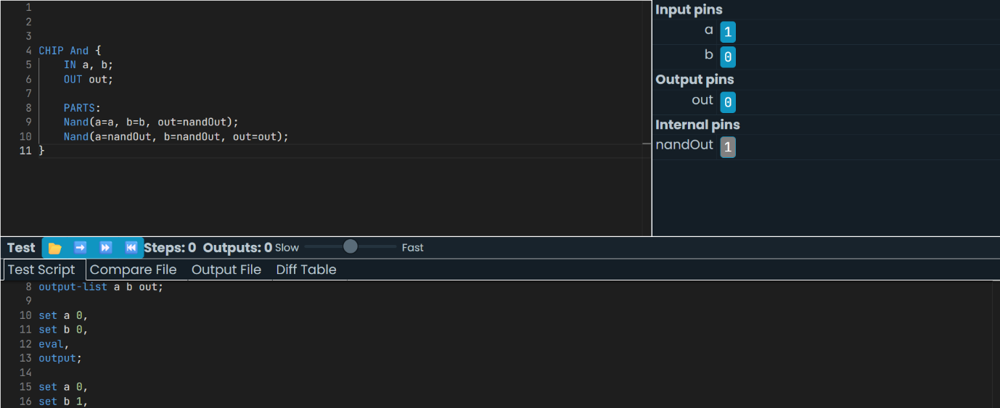 1
2
3
4 CHIP And {
5 IN a, b;
6 OUT out;
7
8 PARTS:
9 Nand(a=a, b=b, out=nandOut);
10 Nand(a=nandOut, b=nandOut, out=out);
11 }
Input pins
a 1
b 0
Output pins
out 0
Internal pins
nandOut 1
Test Steps: 0 Outputs: 0 Slow Fast
Test Script Compare File Output File Diff Table
8 output-list a b out;
9
10 set a 0,
11 set b 0,
12 eval,
13 output;
14
15 set a 0,
16 set b 1,